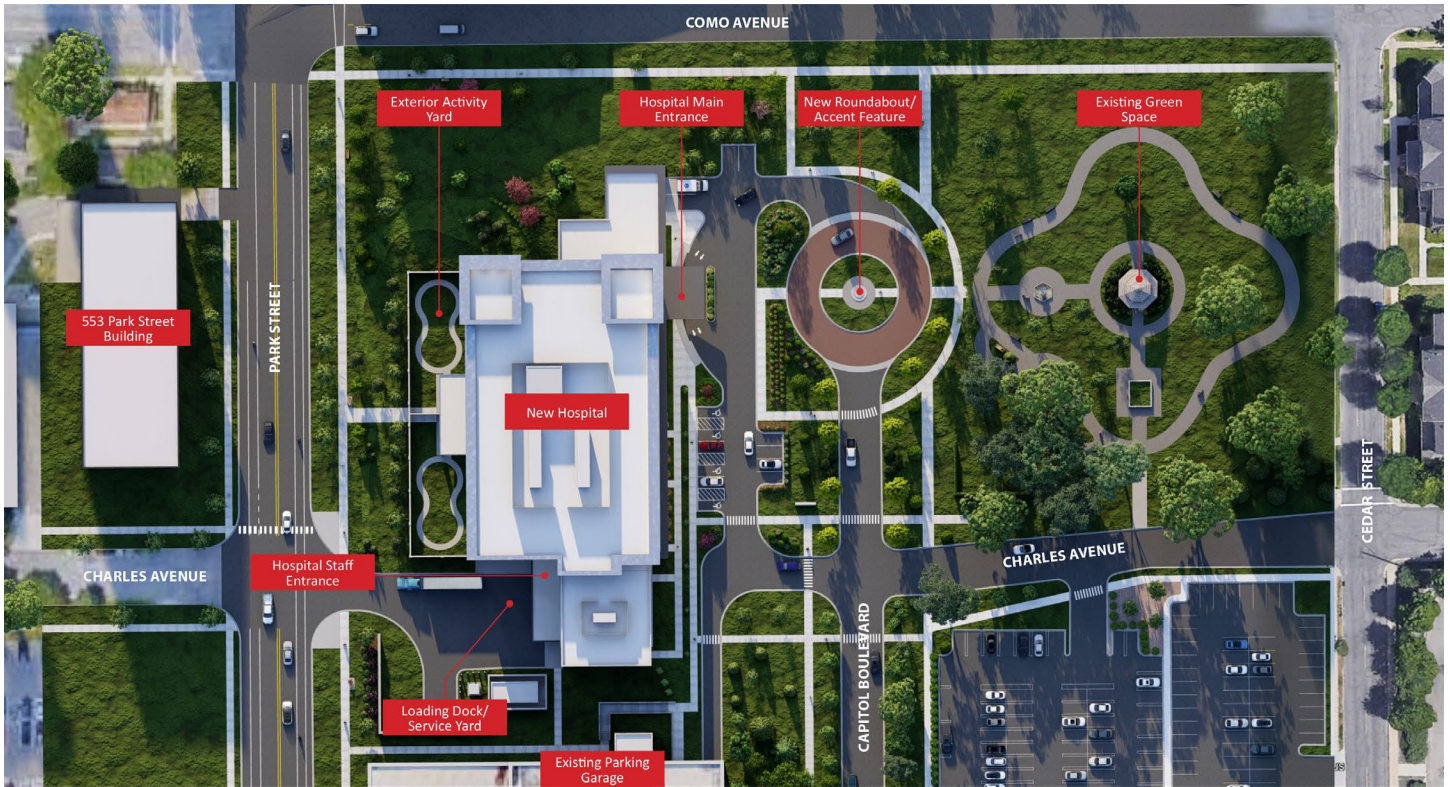 COMO AVENUE
Exterior Activity
Yard
Hospital Main
Entrance
New Roundabout/
Accent Feature
Existing Green
Space
553 Park Street
Building
PARK STREET
New Hospital
CEDAR STREET
Hospital Staff
Entrance
CHARLES AVENUE
CHARLES AVENUE
CAPITOL BOULEVARD
Loading Dock/
Service Yard
Existing Parking
Garage